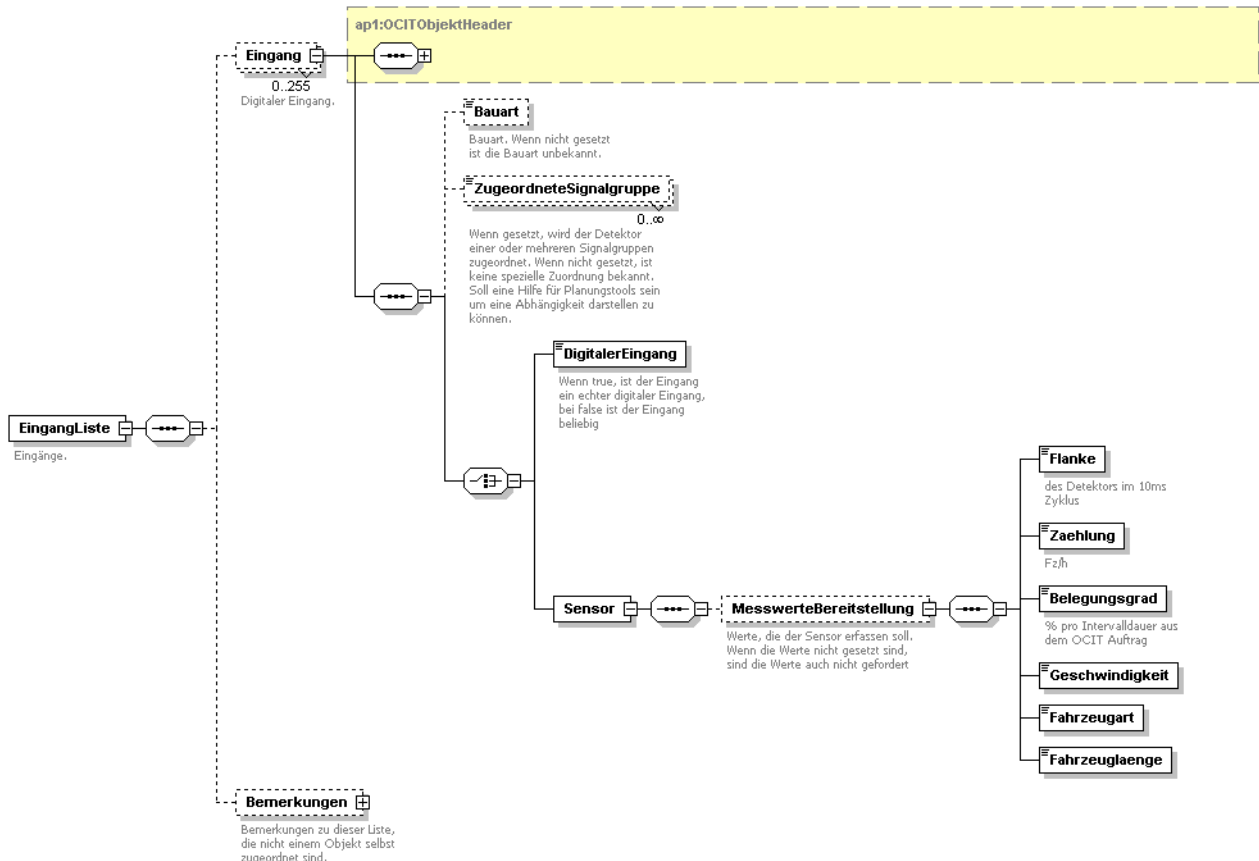 ap1:OCITObjektHeader
Eingang
0..255
Digitaler Eingang.
Bauart
Bauart. Wenn nicht gesetzt
ist die Bauart unbekannt.
ZugeordneteSignalgruppe
0..∞
Wenn gesetzt, wird der Detektor
einer oder mehreren Signalgruppen
zugeordnet. Wenn nicht gesetzt, ist
keine spezielle Zuordnung bekannt.
Soll eine Hilfe für Planungstools sein
um eine Abhängigkeit darstellen zu
können.
DigitalerEingang
Wenn true, ist der Eingang
ein echter digitaler Eingang,
bei false ist der Eingang
beliebig
EingangListe
Eingänge.
Sensor
MesswerteBereitstellung
Werte, die der Sensor erfassen soll.
Wenn die Werte nicht gesetzt sind,
sind die Werte auch nicht gefordert
Flanke
des Detektors im 10ms
Zyklus
Zaehlung
Fz/h
Belegungsgrad
% pro Intervalldauer aus
dem OCIT Auftrag
Geschwindigkeit
Fahrzeugart
Fahrzeuglaenge
Bemerkungen
Bemerkungen zu dieser Liste,
die nicht einem Objekt selbst
zugeordnet sind.